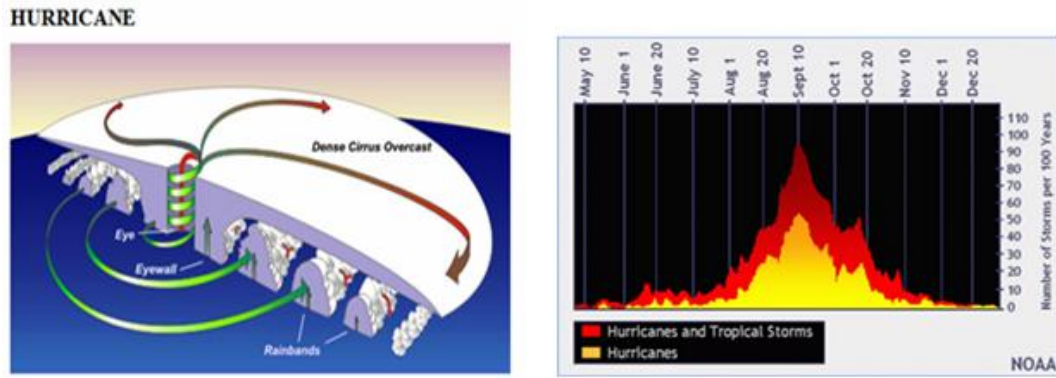 HURRICANE
Dense Cirrus Overcast
Eye
Eyewall
Rainbands
May 10
June 1
June 20
July 10
Aug 1
Aug 20
Sept 10
Oct 1
Oct 20
Nov 10
Dec 1
Dec 20
110
100
90
80
70
60
50
40
30
20
10
0
Number of Storms per 100 Years
Hurricanes and Tropical Storms
Hurricanes
NOAA